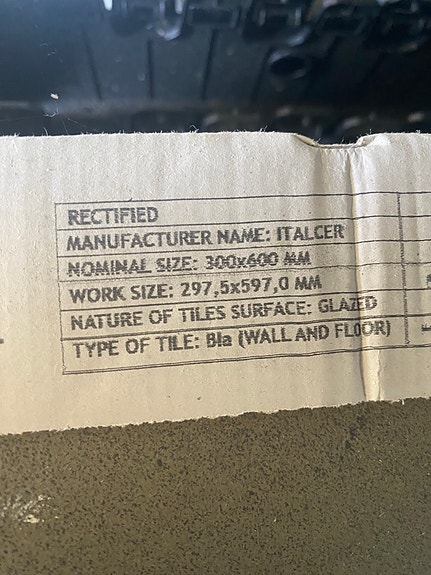 RECTIFIED
MANUFACTURER NAME: ITALCER
NOMINAL SIZE: 300x600 MM
WORK SIZE: 297,5x597,0 MM
NATURE OF TILES SURFACE: GLAZED
TYPE OF TILE: BIa (WALL AND FLOOR)